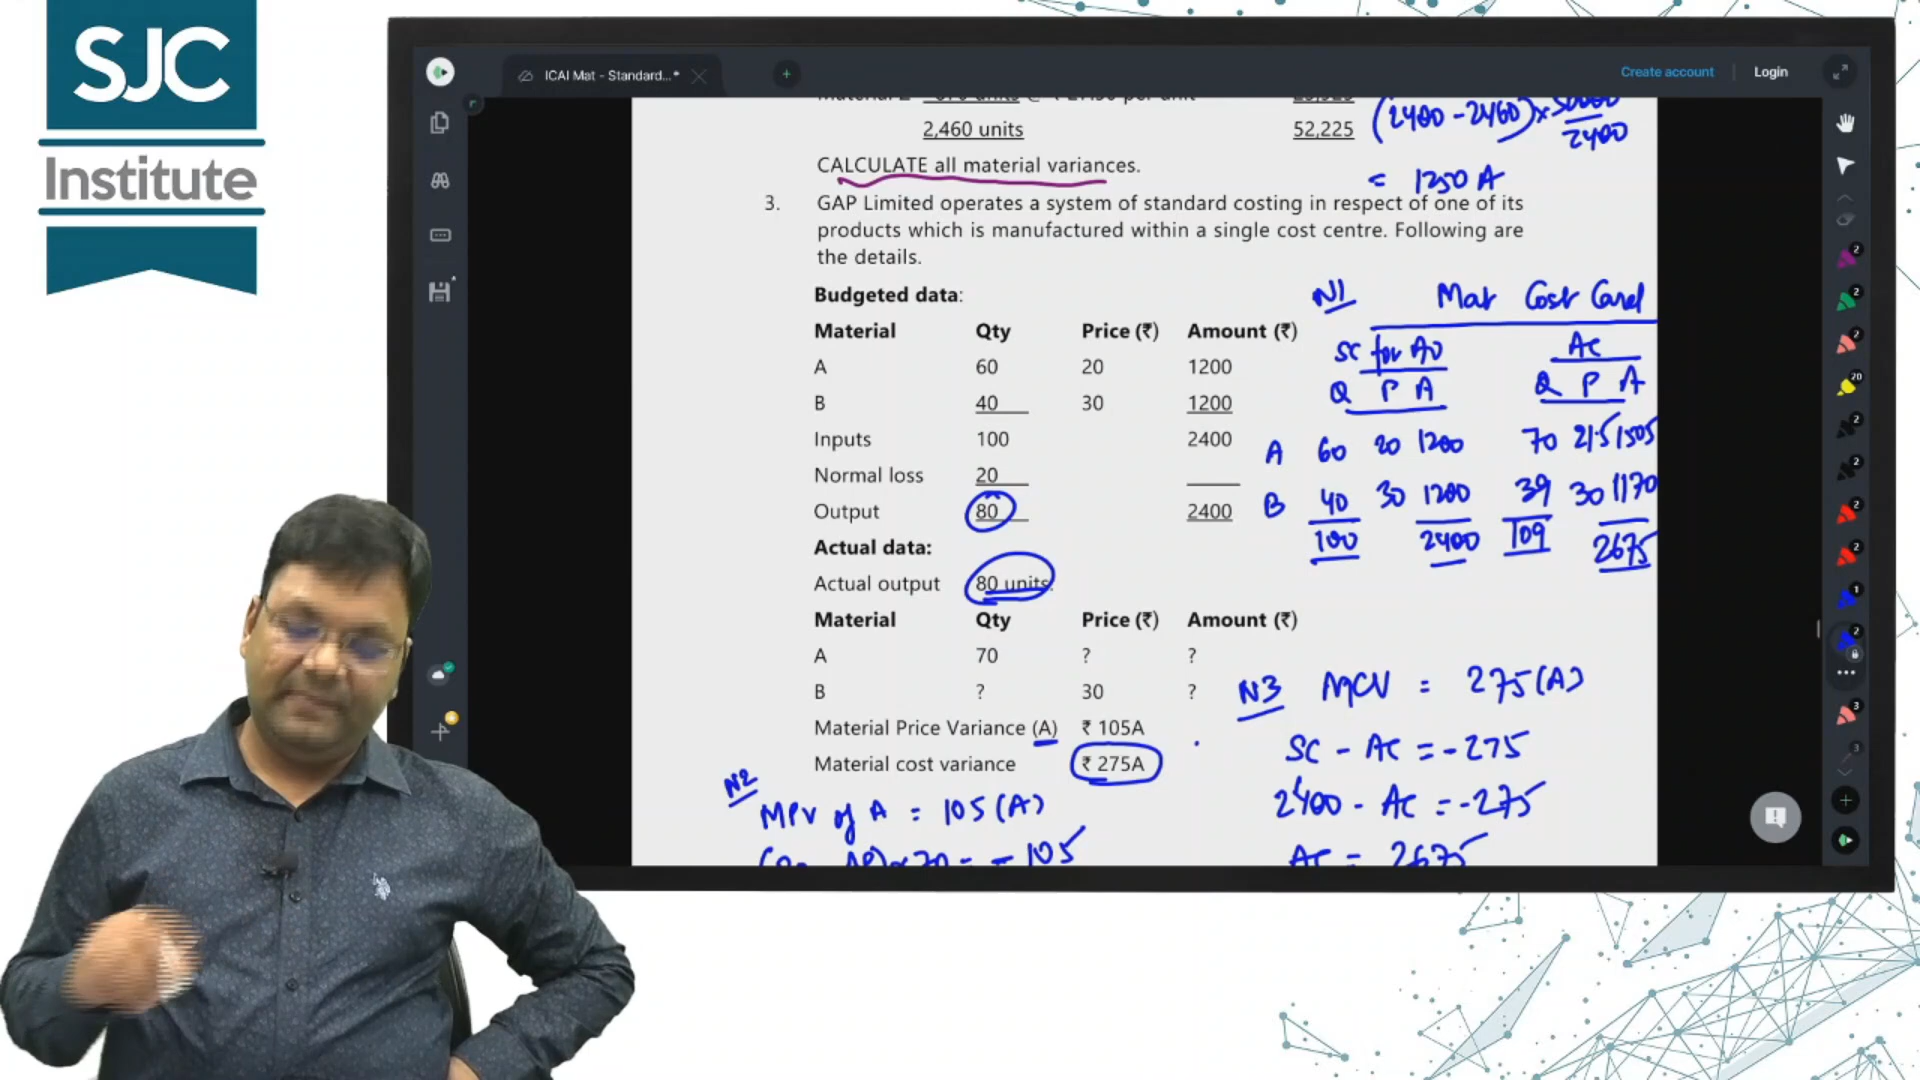 SJC
Institute
ICAI Mat - Standard...*
Create account
Login
2,460 units
52,225
(2400 - 2460) ×
2400
= 1250 A
CALCULATE all material variances.
3. GAP Limited operates a system of standard costing in respect of one of its
products which is manufactured within a single cost centre. Following are
the details.
Budgeted data:
Material Qty Price (₹) Amount (₹)
A 60 20 1200
B 40 30 1200
Inputs 100 2400
Normal loss 20
Output 80 2400
Actual data:
Actual output 80 units.
Material Qty Price (₹) Amount (₹)
A 70 ? ?
B ? 30 ?
Material Price Variance (A) ₹ 105A
Material cost variance ₹ 275A
N1 Mat Cost Card
SC for AO AC
Q P A Q P A
A 60 20 1200 70 21.5 1505
B 40 30 1200 39 30 1170
100 2400 109 2675
N3 MCV = 275 (A)
SC - AC = -275
2400 - AC = -275
AC = 2675
N2
MPV of A = 105 (A)
= - 105